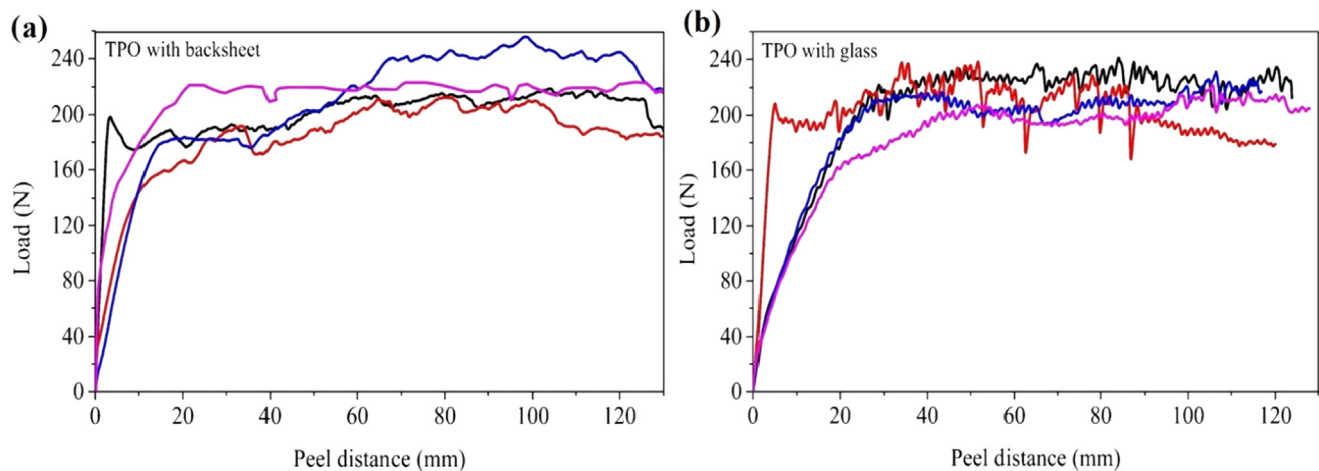 (a)
TPO with backsheet
240
200
160
120
80
40
0
Load (N)
0 20 40 60 80 100 120
Peel distance (mm)
(b)
TPO with glass
240
200
160
120
80
40
0
Load (N)
0 20 40 60 80 100 120
Peel distance (mm)